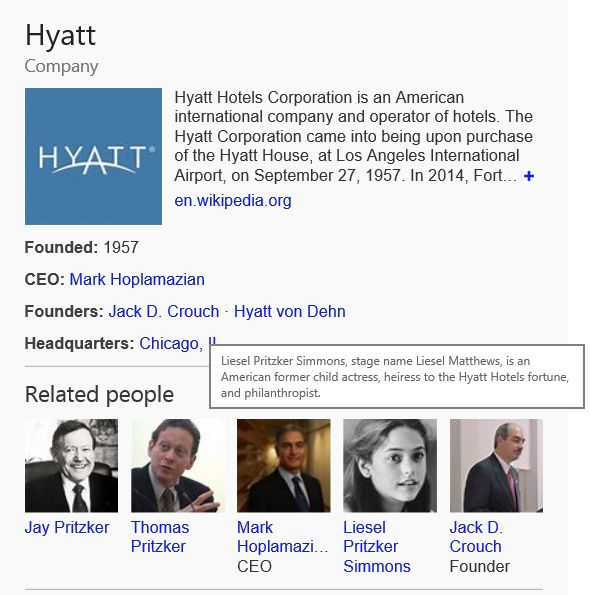 Hyatt
Company
HYATT®
Hyatt Hotels Corporation is an American
international company and operator of hotels. The
Hyatt Corporation came into being upon purchase
of the Hyatt House, at Los Angeles International
Airport, on September 27, 1957. In 2014, Fort… +
en.wikipedia.org
Founded: 1957
CEO: Mark Hoplamazian
Founders: Jack D. Crouch · Hyatt von Dehn
Headquarters: Chicago, IL
Liesel Pritzker Simmons, stage name Liesel Matthews, is an
American former child actress, heiress to the Hyatt Hotels fortune,
and philanthropist.
Related people
Jay Pritzker
Thomas
Pritzker
Mark
Hoplamazi…
CEO
Liesel
Pritzker
Simmons
Jack D.
Crouch
Founder